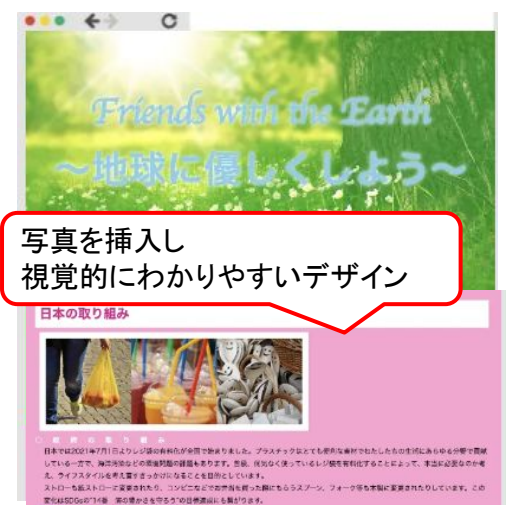 Friends with the Earth
～地球に優しくしよう～
写真を挿入し
視覚的にわかりやすいデザイン
日本の取り組み
○ 政 府 の 取 り 組 み
日本では2021年7月1日よりレジ袋の有料化が全国で始まりました。プラスチックはとても便利な素材でわたしたちの生活にあらゆる分野で貢献
している一方で、海洋汚染などの環境問題の課題もあります。普段、何気なく使っているレジ袋を有料化することによって、本当に必要なのか考
え、ライフスタイルを考え直すきっかけになることを目的としています。
ストローも紙ストローに変更されたり、コンビニなどでお弁当を買った際にもらうスプーン、フォーク等も木製に変更されたりしています。この
変化はSDGsの"14番 海の豊かさを守ろう"の目標達成にも繋がります。